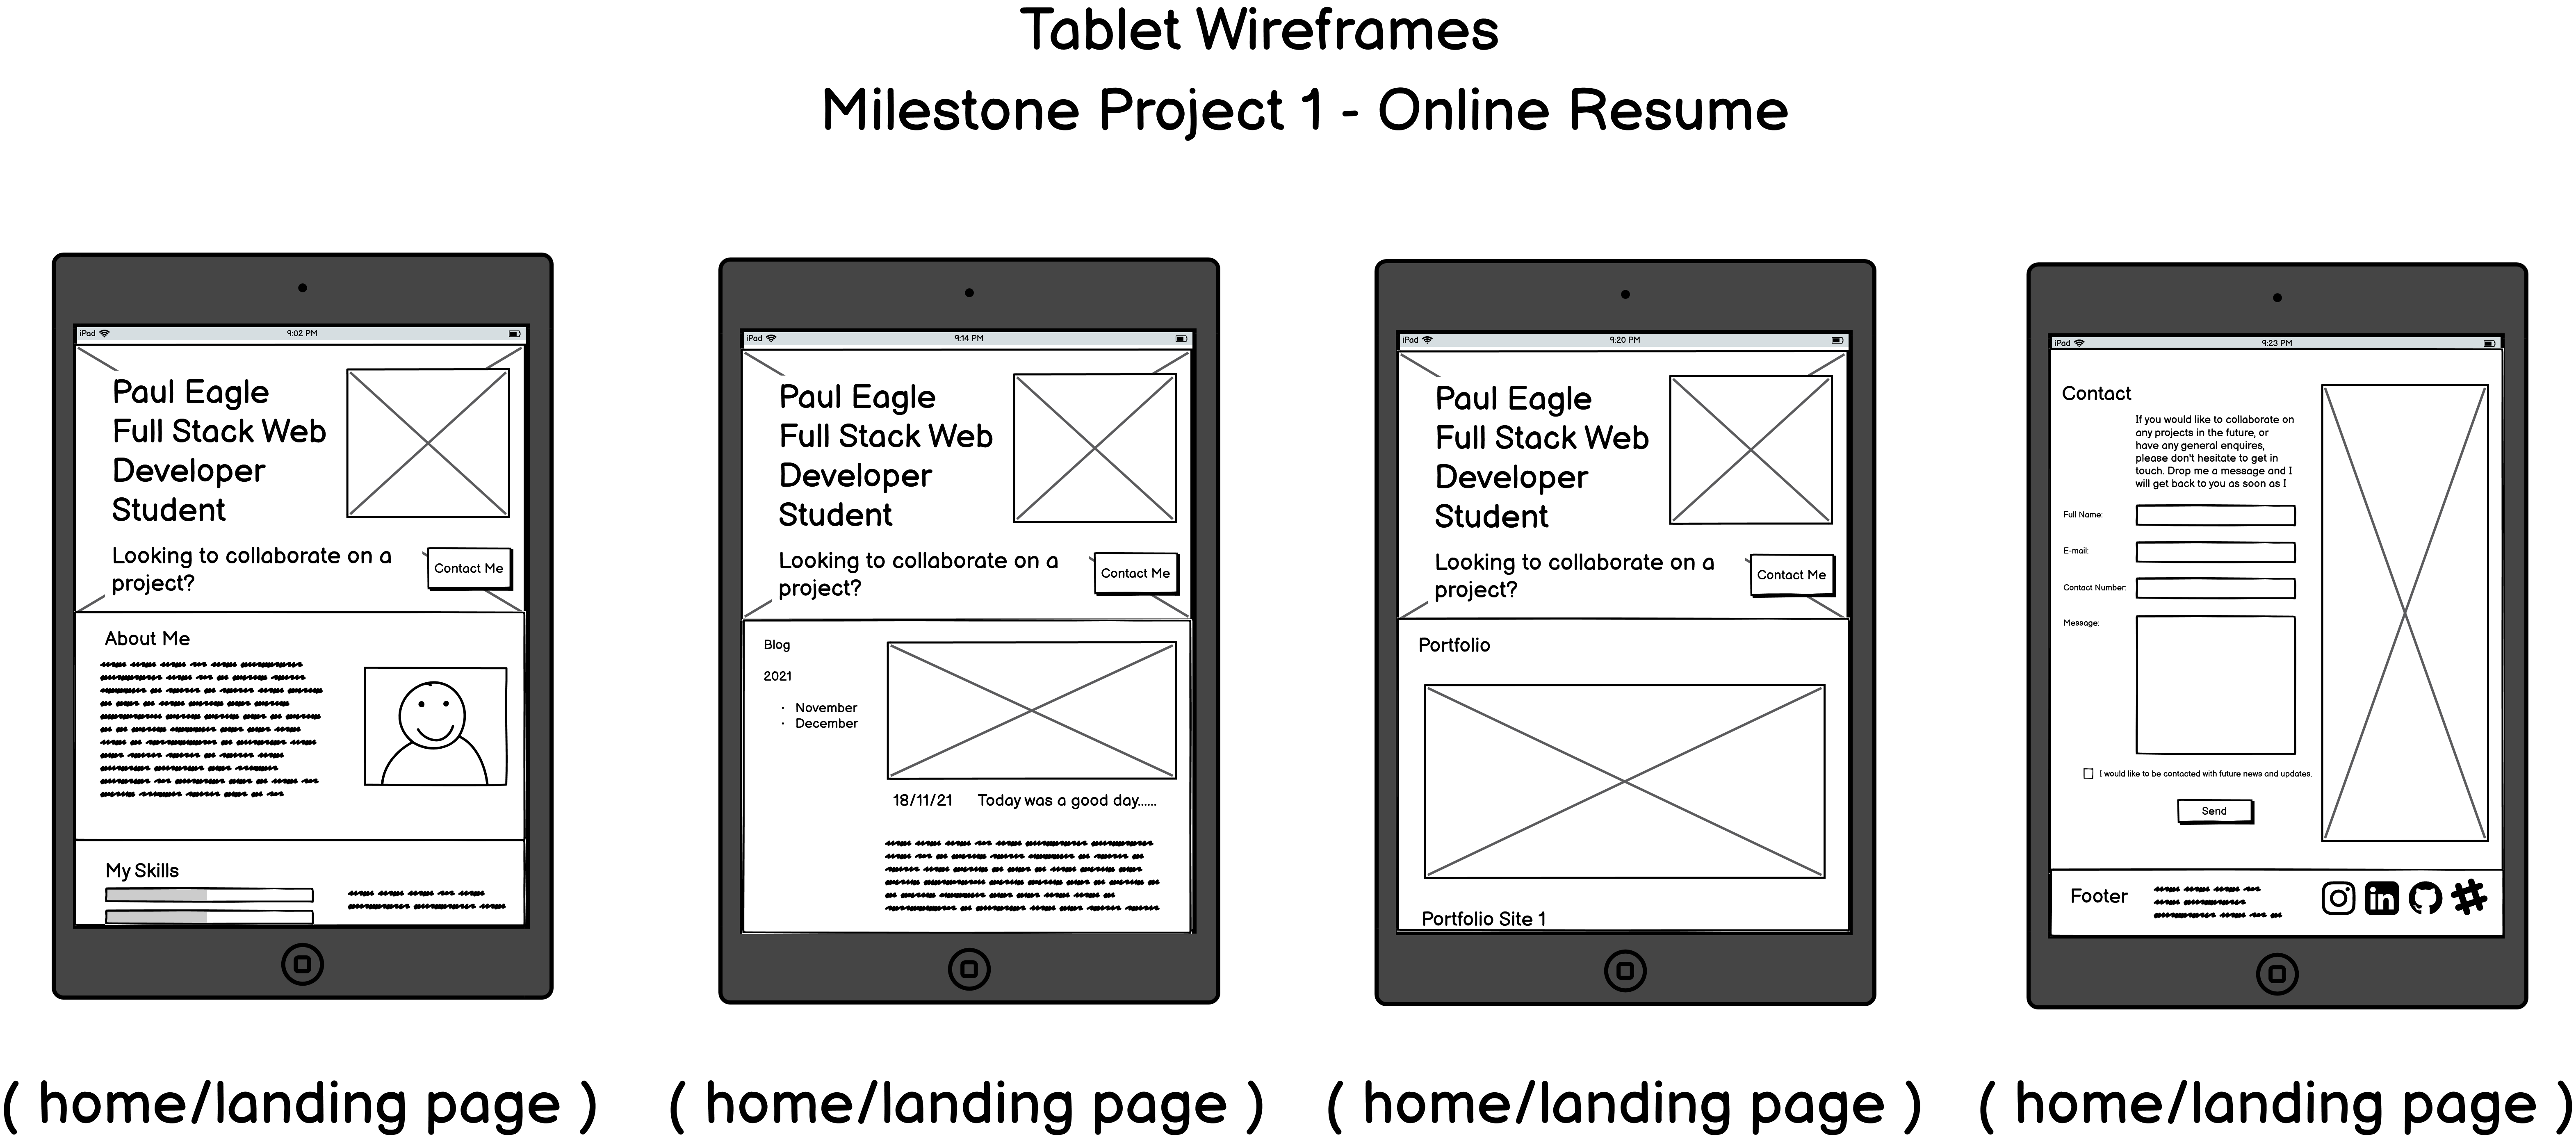 Tablet Wireframes
Milestone Project 1 - Online Resume
iPad
9:02 PM
Paul Eagle
Full Stack Web
Developer
Student
Looking to collaborate on a
project?
Contact Me
About Me
My Skills
( home/landing page )
iPad
9:14 PM
Paul Eagle
Full Stack Web
Developer
Student
Looking to collaborate on a
project?
Contact Me
Blog
2021
· November
· December
18/11/21 Today was a good day......
( home/landing page )
iPad
9:20 PM
Paul Eagle
Full Stack Web
Developer
Student
Looking to collaborate on a
project?
Contact Me
Portfolio
Portfolio Site 1
( home/landing page )
iPad
9:23 PM
Contact
If you would like to collaborate on
any projects in the future, or
have any general enquires,
please don't hesitate to get in
touch. Drop me a message and I
will get back to you as soon as I
Full Name:
E-mail:
Contact Number:
Message:
I would like to be contacted with future news and updates.
Send
Footer
in
( home/landing page )